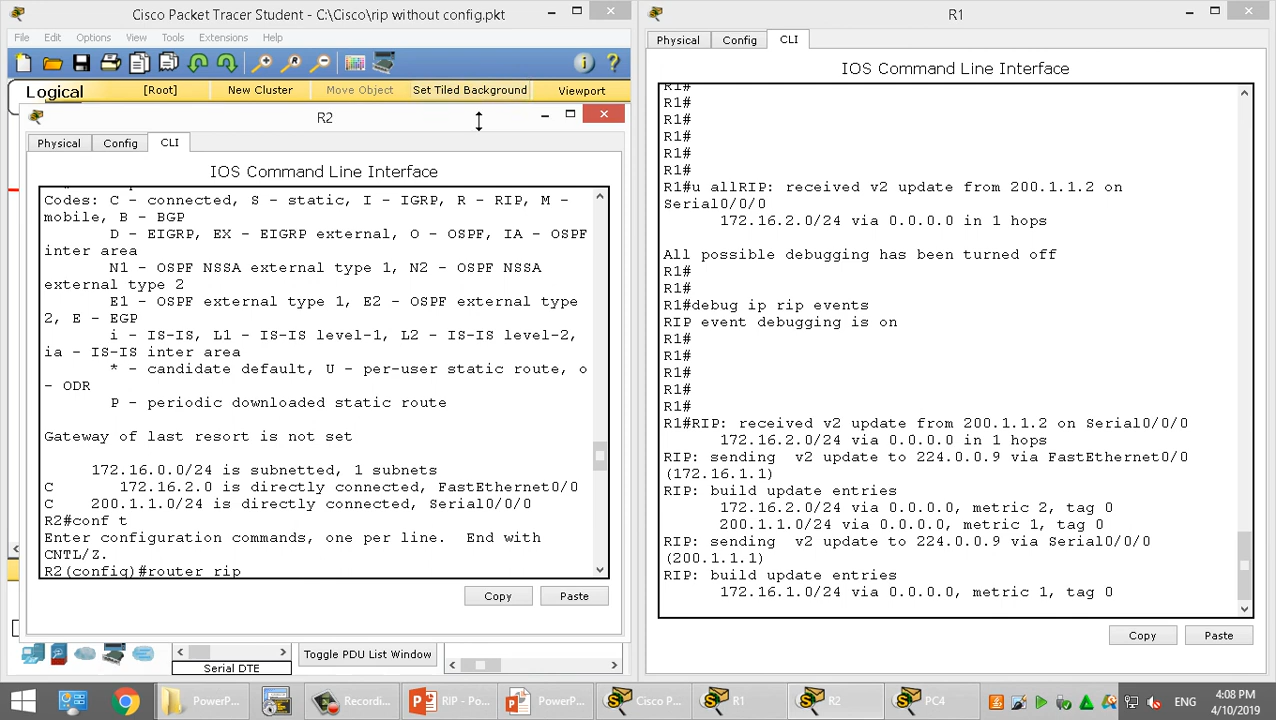 Cisco Packet Tracer Student - C:\Cisco\rip without config.pkt
File Edit Options View Tools Extensions Help
Logical [Root] New Cluster Move Object Set Tiled Background Viewport
R2
Physical Config CLI
IOS Command Line Interface
Codes: C - connected, S - static, I - IGRP, R - RIP, M -
mobile, B - BGP
D - EIGRP, EX - EIGRP external, O - OSPF, IA - OSPF
inter area
N1 - OSPF NSSA external type 1, N2 - OSPF NSSA
external type 2
E1 - OSPF external type 1, E2 - OSPF external type
2, E - EGP
i - IS-IS, L1 - IS-IS level-1, L2 - IS-IS level-2,
ia - IS-IS inter area
* - candidate default, U - per-user static route, o
- ODR
P - periodic downloaded static route
Gateway of last resort is not set
172.16.0.0/24 is subnetted, 1 subnets
C 172.16.2.0 is directly connected, FastEthernet0/0
C 200.1.1.0/24 is directly connected, Serial0/0/0
R2#conf t
Enter configuration commands, one per line. End with
CNTL/Z.
R2(config)#router rip
Copy Paste
Toggle PDU List Window
Serial DTE
R1
Physical Config CLI
IOS Command Line Interface
R1#
R1#
R1#
R1#
R1#
R1#
R1#u allRIP: received v2 update from 200.1.1.2 on
Serial0/0/0
172.16.2.0/24 via 0.0.0.0 in 1 hops
All possible debugging has been turned off
R1#
R1#
R1#debug ip rip events
RIP event debugging is on
R1#
R1#
R1#
R1#
R1#
R1#RIP: received v2 update from 200.1.1.2 on Serial0/0/0
172.16.2.0/24 via 0.0.0.0 in 1 hops
RIP: sending v2 update to 224.0.0.9 via FastEthernet0/0
(172.16.1.1)
RIP: build update entries
172.16.2.0/24 via 0.0.0.0, metric 2, tag 0
200.1.1.0/24 via 0.0.0.0, metric 1, tag 0
RIP: sending v2 update to 224.0.0.9 via Serial0/0/0
(200.1.1.1)
RIP: build update entries
172.16.1.0/24 via 0.0.0.0, metric 1, tag 0
Copy Paste
PowerP... Recordi... RIP - Po... PowerP... Cisco P... R1 R2 PC4 ENG 4:08 PM
4/10/2019